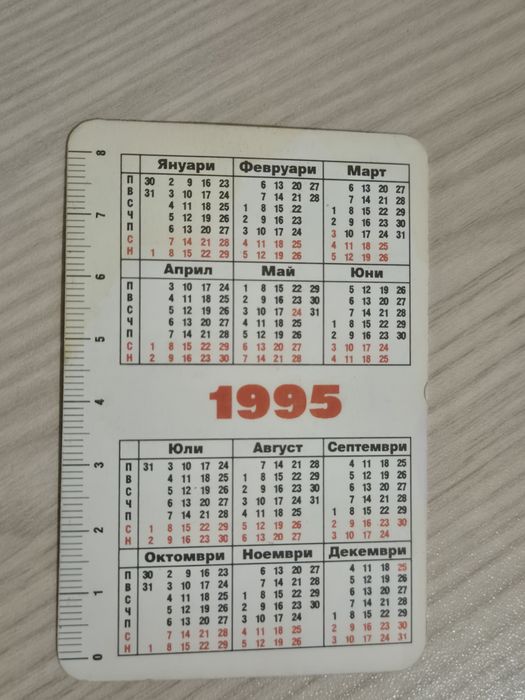 Януари Февруари Март
П 30 2 9 16 23 6 13 20 27 6 13 20 27
В 31 3 10 17 24 7 14 21 28 7 14 21 28
С 4 11 18 25 1 8 15 22 1 8 15 22 29
Ч 5 12 19 26 2 9 16 23 2 9 16 23 30
П 6 13 20 27 3 10 17 24 3 10 17 24 31
С 7 14 21 28 4 11 18 25 4 11 18 25
Н 1 8 15 22 29 5 12 19 26 5 12 19 26
Април Май Юни
П 3 10 17 24 1 8 15 22 29 5 12 19 26
В 4 11 18 25 2 9 16 23 30 6 13 20 27
С 5 12 19 26 3 10 17 24 31 7 14 21 28
Ч 6 13 20 27 4 11 18 25 1 8 15 22 29
П 7 14 21 28 5 12 19 26 2 9 16 23 30
С 1 8 15 22 29 6 13 20 27 3 10 17 24
Н 2 9 16 23 30 7 14 21 28 4 11 18 25
1995
Юли Август Септември
П 31 3 10 17 24 7 14 21 28 4 11 18 25
В 4 11 18 25 1 8 15 22 29 5 12 19 26
С 5 12 19 26 2 9 16 23 30 6 13 20 27
Ч 6 13 20 27 3 10 17 24 31 7 14 21 28
П 7 14 21 28 4 11 18 25 1 8 15 22 29
С 1 8 15 22 29 5 12 19 26 2 9 16 23 30
Н 2 9 16 23 30 6 13 20 27 3 10 17 24
Октомври Ноември Декември
П 30 2 9 16 23 6 13 20 27 4 11 18 25
В 31 3 10 17 24 7 14 21 28 5 12 19 26
С 4 11 18 25 1 8 15 22 29 6 13 20 27
Ч 5 12 19 26 2 9 16 23 30 7 14 21 28
П 6 13 20 27 3 10 17 24 1 8 15 22 29
С 7 14 21 28 4 11 18 25 2 9 16 23 30
Н 1 8 15 22 29 5 12 19 26 3 10 17 24 31
0 1 2 3 4 5 6 7 8